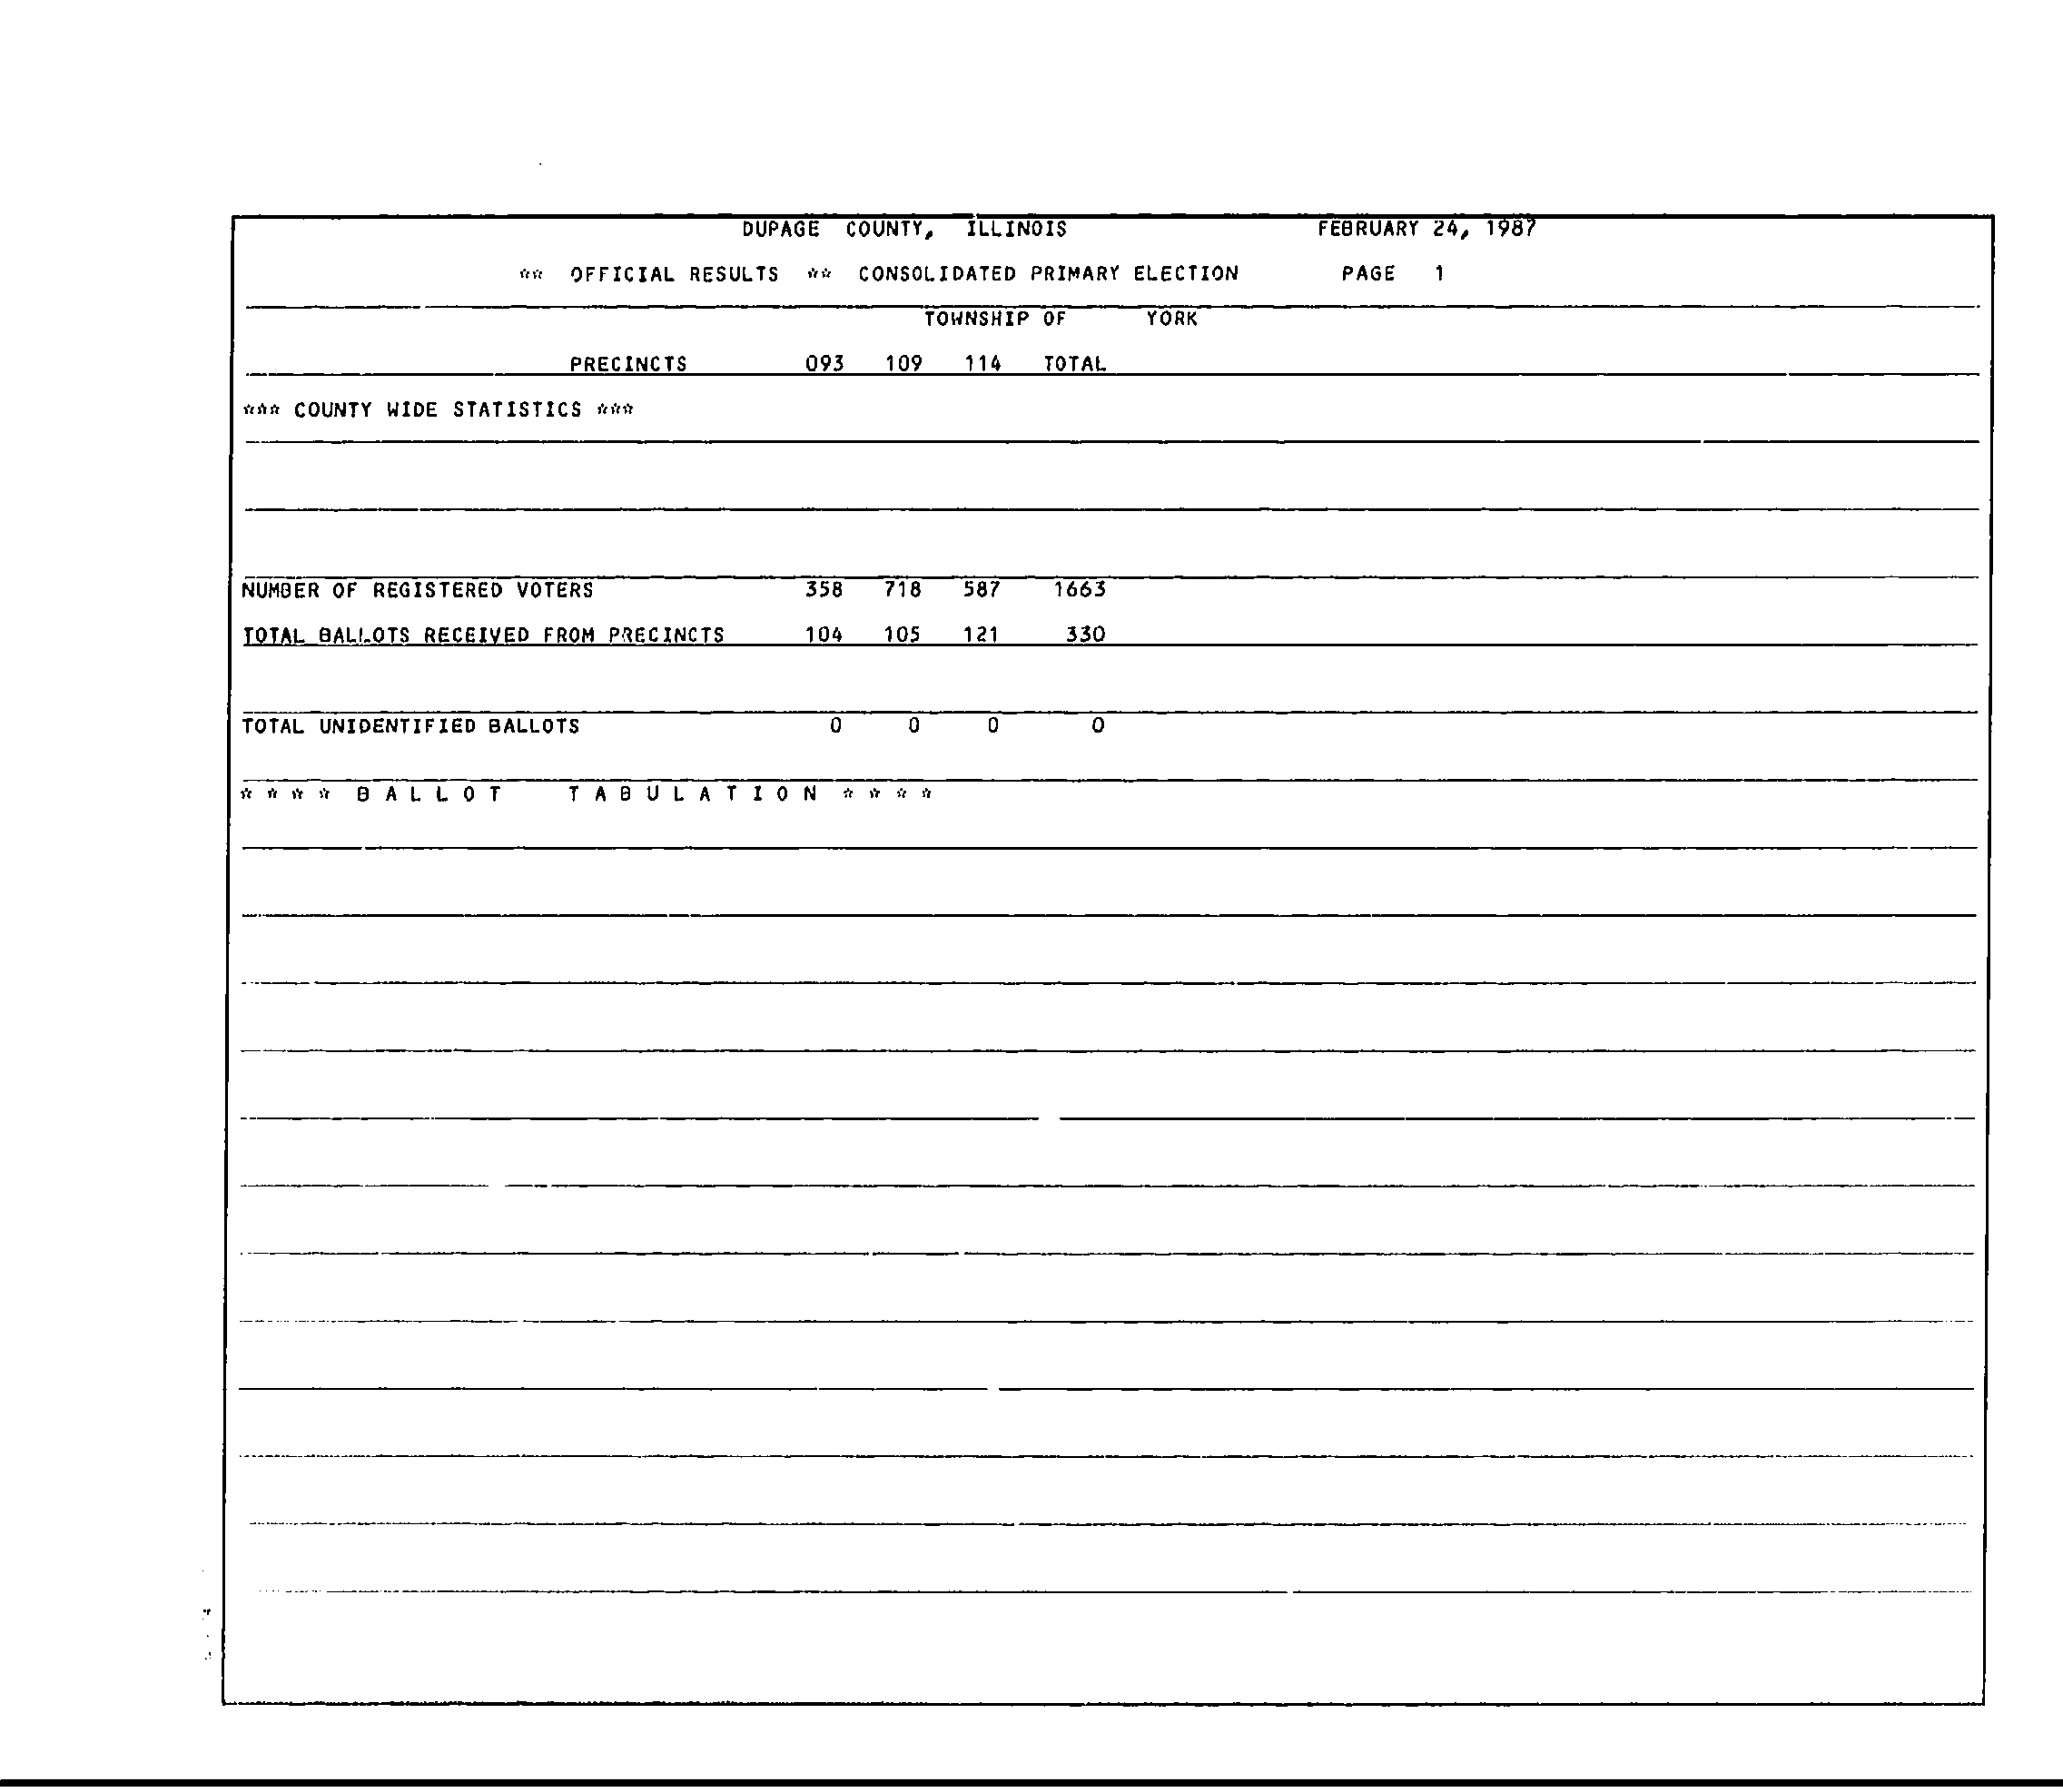 DUPAGE COUNTY, ILLINOIS FEBRUARY 24, 1987
** OFFICIAL RESULTS ** CONSOLIDATED PRIMARY ELECTION PAGE 1
TOWNSHIP OF YORK
PRECINCTS 093 109 114 TOTAL
*** COUNTY WIDE STATISTICS ***
NUMBER OF REGISTERED VOTERS 358 718 587 1663
TOTAL BALLOTS RECEIVED FROM PRECINCTS 104 105 121 330
TOTAL UNIDENTIFIED BALLOTS 0 0 0 0
* * * * B A L L O T T A B U L A T I O N * * * *